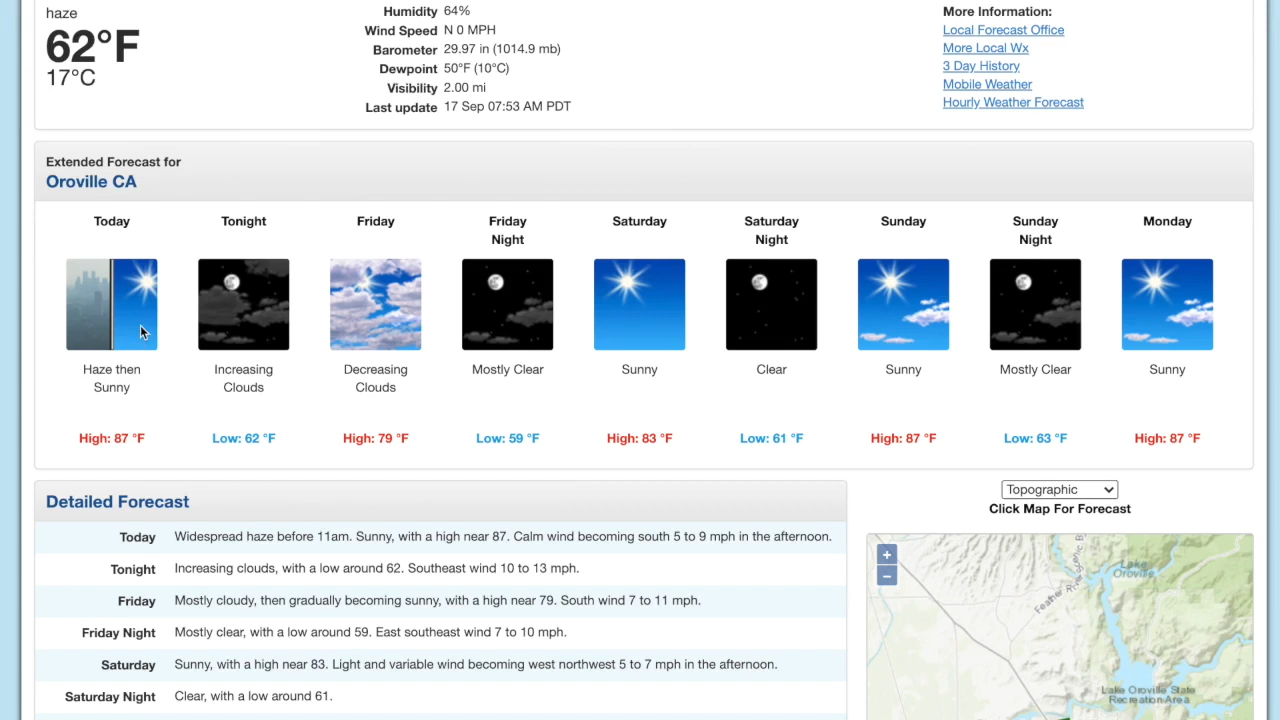 haze
62°F
17°C
Humidity 64%
Wind Speed N 0 MPH
Barometer 29.97 in (1014.9 mb)
Dewpoint 50°F (10°C)
Visibility 2.00 mi
Last update 17 Sep 07:53 AM PDT
More Information:
Local Forecast Office
More Local Wx
3 Day History
Mobile Weather
Hourly Weather Forecast
Extended Forecast for
Oroville CA
Today
Haze then
Sunny
High: 87 °F
Tonight
Increasing
Clouds
Low: 62 °F
Friday
Decreasing
Clouds
High: 79 °F
Friday
Night
Mostly Clear
Low: 59 °F
Saturday
Sunny
High: 83 °F
Saturday
Night
Clear
Low: 61 °F
Sunday
Sunny
High: 87 °F
Sunday
Night
Mostly Clear
Low: 63 °F
Monday
Sunny
High: 87 °F
Detailed Forecast
Today Widespread haze before 11am. Sunny, with a high near 87. Calm wind becoming south 5 to 9 mph in the afternoon.
Tonight Increasing clouds, with a low around 62. Southeast wind 10 to 13 mph.
Friday Mostly cloudy, then gradually becoming sunny, with a high near 79. South wind 7 to 11 mph.
Friday Night Mostly clear, with a low around 59. East southeast wind 7 to 10 mph.
Saturday Sunny, with a high near 83. Light and variable wind becoming west northwest 5 to 7 mph in the afternoon.
Saturday Night Clear, with a low around 61.
Topographic
Click Map For Forecast
+
−
Lake
Oroville
Feather River
Lake Oroville State
Recreation Area